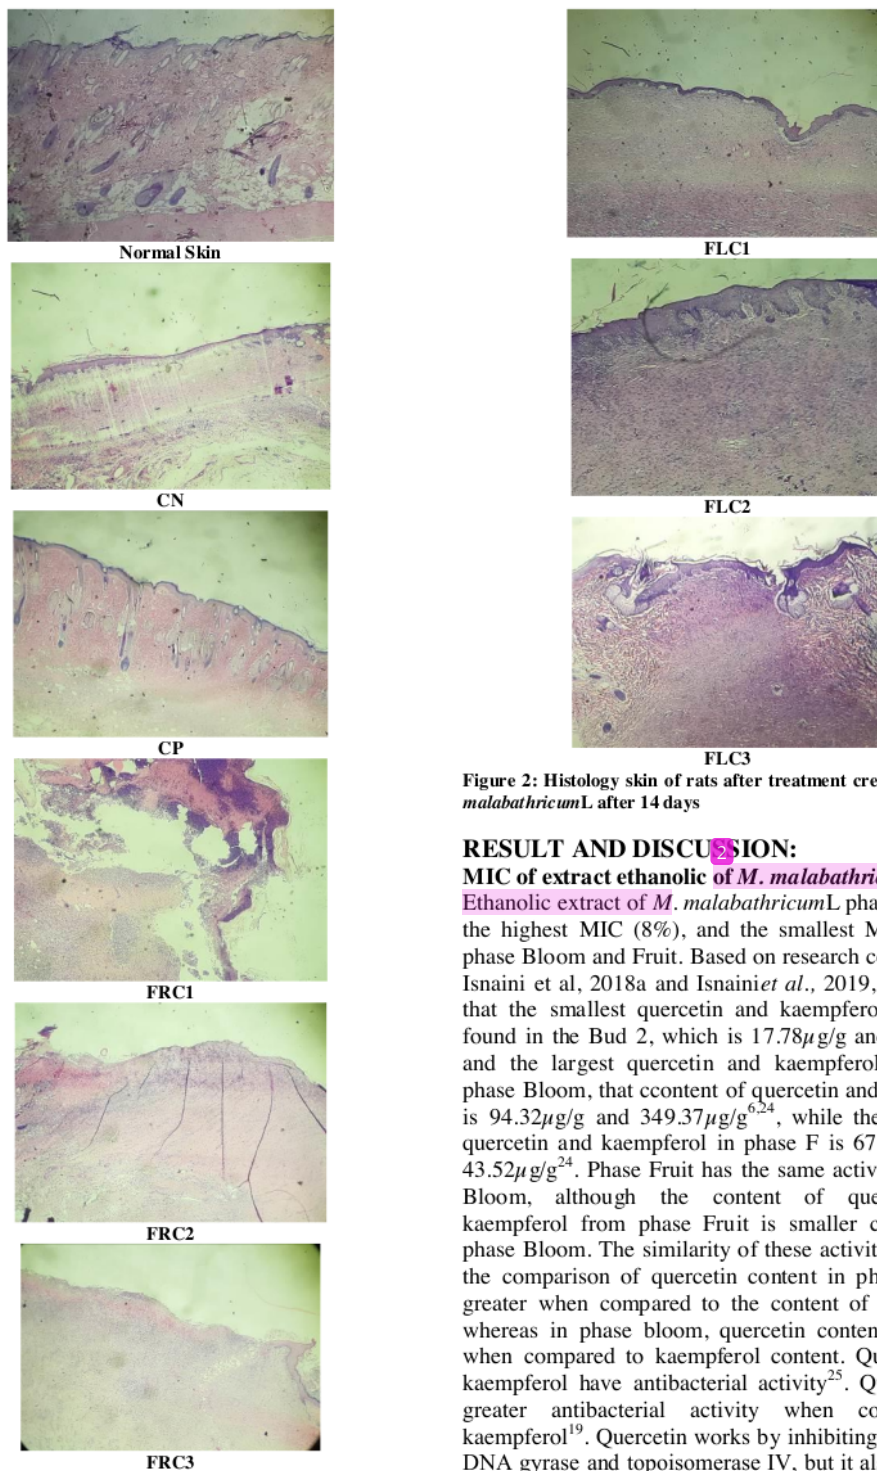 Normal Skin
CN
CP
FRC1
FRC2
FRC3
FLC1
FLC2
FLC3
Figure 2: Histology skin of rats after treatment cre
malabathricumL after 14 days
RESULT AND DISCUSSION:
2
MIC of extract ethanolic of M. malabathri
Ethanolic extract of M. malabathricumL pha
the highest MIC (8%), and the smallest M
phase Bloom and Fruit. Based on research c
Isnaini et al, 2018a and Isnainiet al., 2019,
that the smallest quercetin and kaempfero
found in the Bud 2, which is 17.78µg/g an
and the largest quercetin and kaempferol
phase Bloom, that ccontent of quercetin and
is 94.32µg/g and 349.37µg/g6,24, while the
quercetin and kaempferol in phase F is 67
43.52µg/g24. Phase Fruit has the same activ
Bloom, although the content of que
kaempferol from phase Fruit is smaller c
phase Bloom. The similarity of these activit
the comparison of quercetin content in ph
greater when compared to the content of
whereas in phase bloom, quercetin conten
when compared to kaempferol content. Qu
kaempferol have antibacterial activity25. Q
greater antibacterial activity when co
kaempferol19. Quercetin works by inhibiting
DNA gyrase and topoisomerase IV, but it al